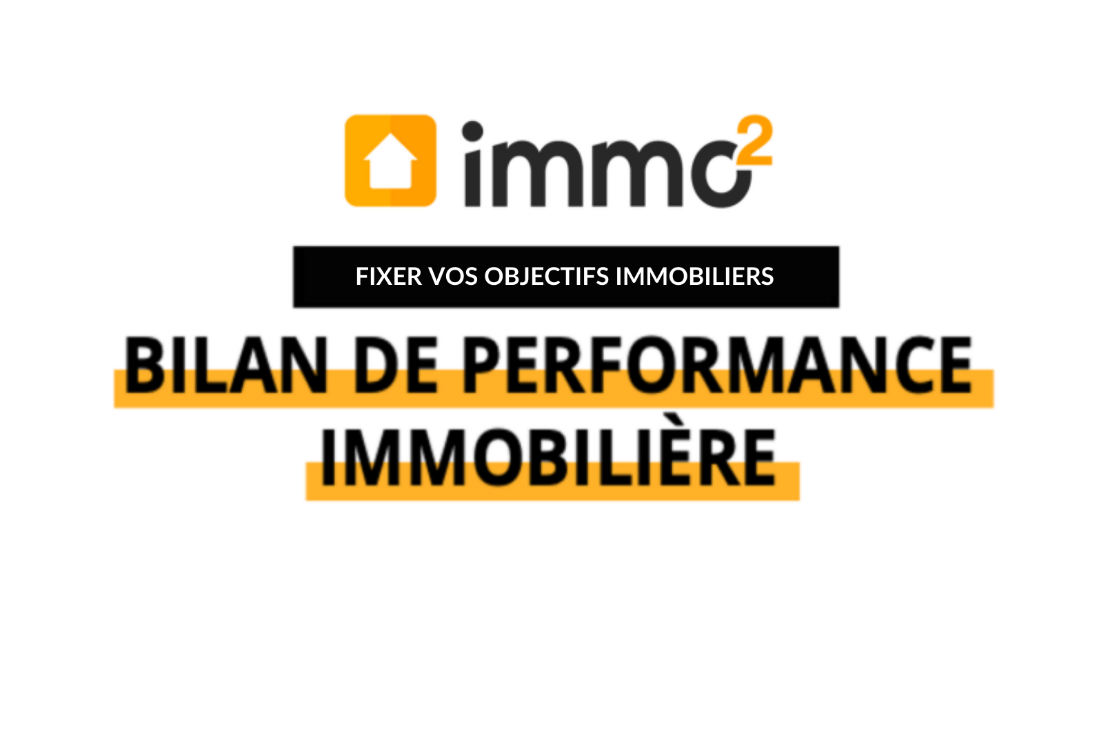 immo²
FIXER VOS OBJECTIFS IMMOBILIERS
BILAN DE PERFORMANCE
IMMOBILIÈRE